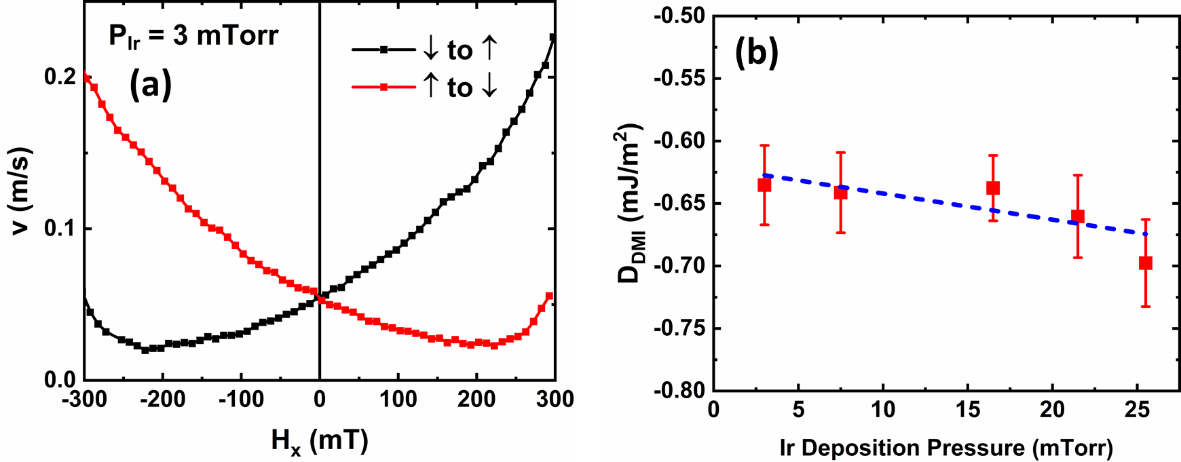 P_Ir = 3 mTorr
(a)
↓ to ↑
↑ to ↓
0.2
0.1
0.0
v (m/s)
-300 -200 -100 0 100 200 300
H_x (mT)
(b)
-0.50
-0.55
-0.60
-0.65
-0.70
-0.75
-0.80
D_DMI (mJ/m²)
0 5 10 15 20 25
Ir Deposition Pressure (mTorr)